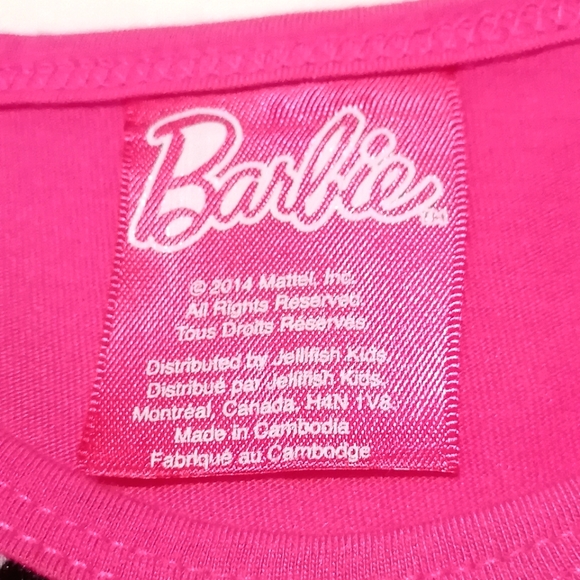 Barbie TM
© 2014 Mattel, Inc.
All Rights Reserved.
Tous Droits Réservés.
Distributed by Jellifish Kids.
Distribué par Jellifish Kids.
Montréal, Canada. H4N 1V8.
Made in Cambodia
Fabriqué au Cambodge